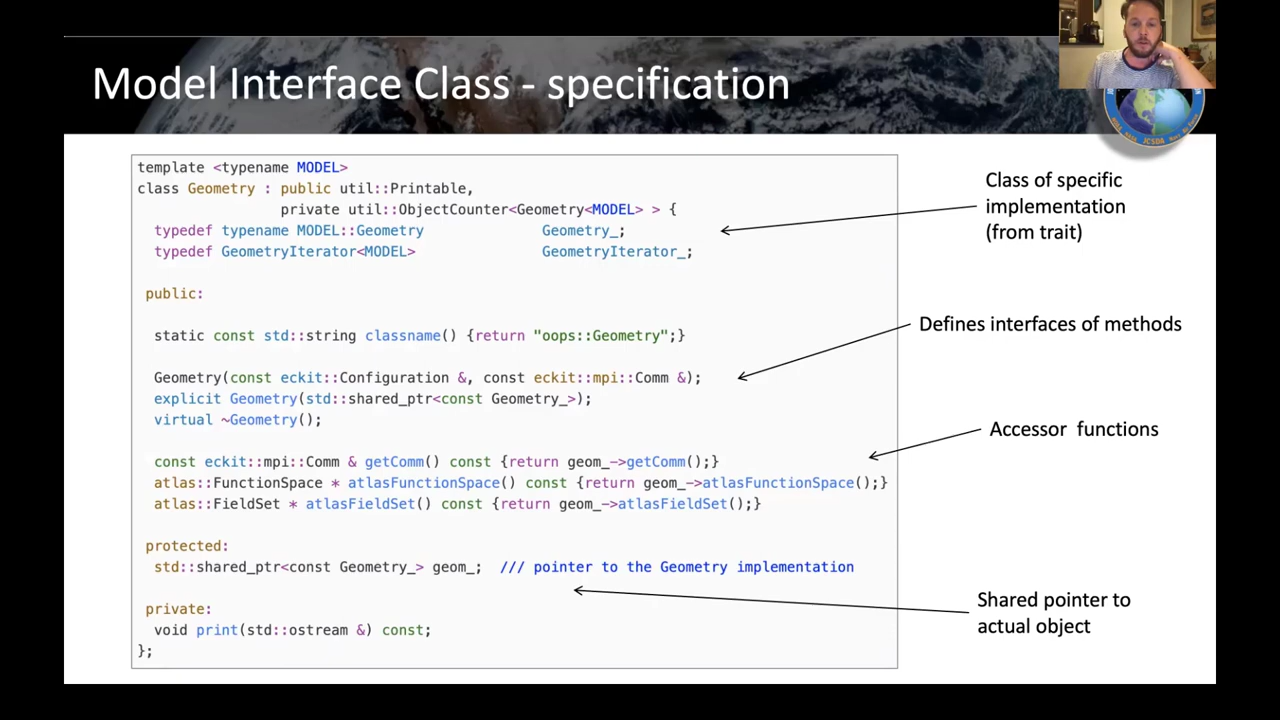 Model Interface Class - specification
template <typename MODEL>
class Geometry : public util::Printable,
private util::ObjectCounter<Geometry<MODEL> > {
typedef typename MODEL::Geometry Geometry_;
typedef GeometryIterator<MODEL> GeometryIterator_;
public:
static const std::string classname() {return "oops::Geometry";}
Geometry(const eckit::Configuration &, const eckit::mpi::Comm &);
explicit Geometry(std::shared_ptr<const Geometry_>);
virtual ~Geometry();
const eckit::mpi::Comm & getComm() const {return geom_->getComm();}
atlas::FunctionSpace * atlasFunctionSpace() const {return geom_->atlasFunctionSpace();}
atlas::FieldSet * atlasFieldSet() const {return geom_->atlasFieldSet();}
protected:
std::shared_ptr<const Geometry_> geom_; /// pointer to the Geometry implementation
private:
void print(std::ostream &) const;
};
Class of specific
implementation
(from trait)
Defines interfaces of methods
Accessor functions
Shared pointer to
actual object
JCSDA